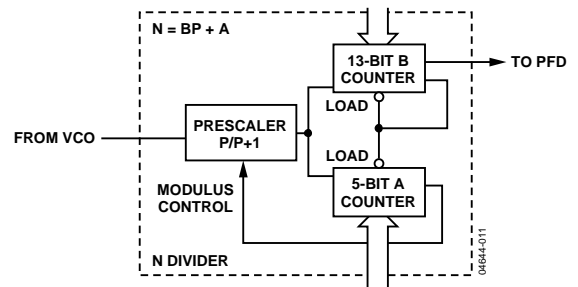 N = BP + A
13-BIT B
COUNTER
TO PFD
LOAD
PRESCALER
P/P+1
FROM VCO
LOAD
MODULUS
CONTROL
5-BIT A
COUNTER
N DIVIDER
04644-011